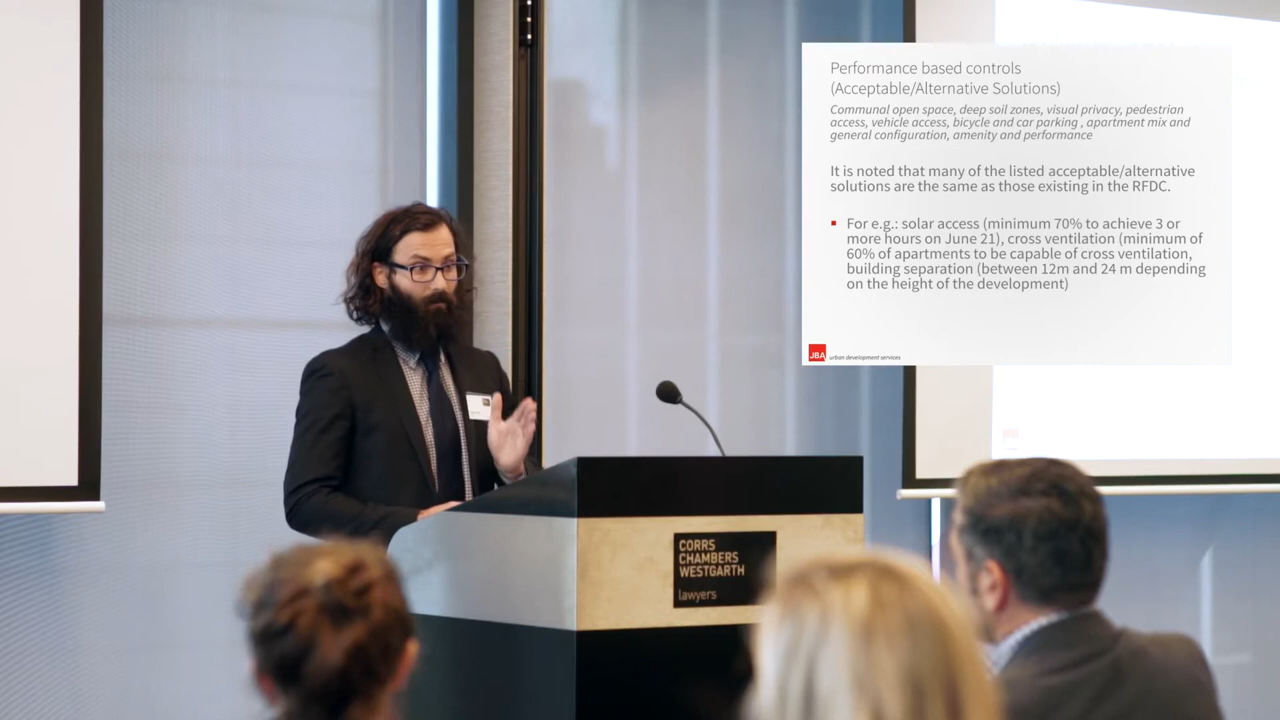 Performance based controls
(Acceptable/Alternative Solutions)
Communal open space, deep soil zones, visual privacy, pedestrian
access, vehicle access, bicycle and car parking , apartment mix and
general configuration, amenity and performance
It is noted that many of the listed acceptable/alternative
solutions are the same as those existing in the RFDC.
For e.g.: solar access (minimum 70% to achieve 3 or
more hours on June 21), cross ventilation (minimum of
60% of apartments to be capable of cross ventilation,
building separation (between 12m and 24 m depending
on the height of the development)
JBA urban development services
CORRS
CHAMBERS
WESTGARTH
lawyers